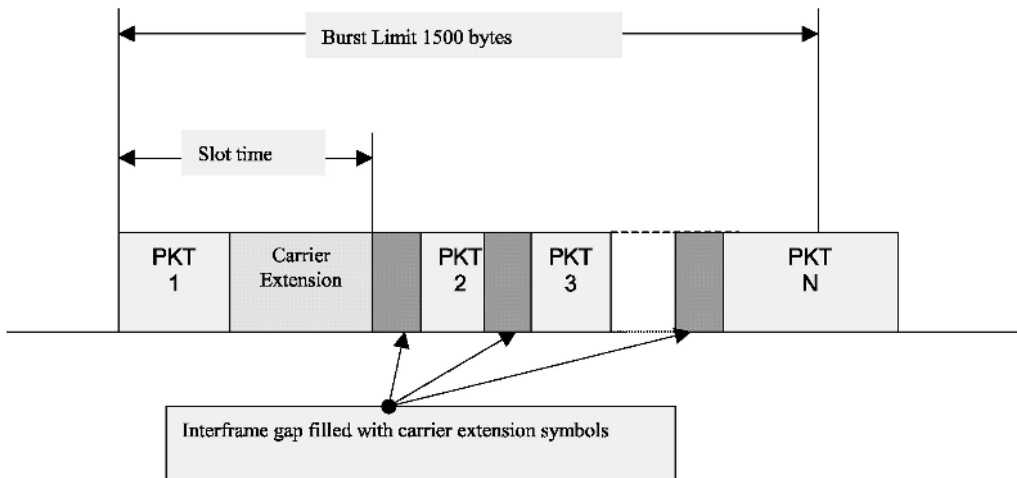 Burst Limit 1500 bytes
Slot time
PKT
1
Carrier
Extension
PKT
2
PKT
3
PKT
N
Interframe gap filled with carrier extension symbols